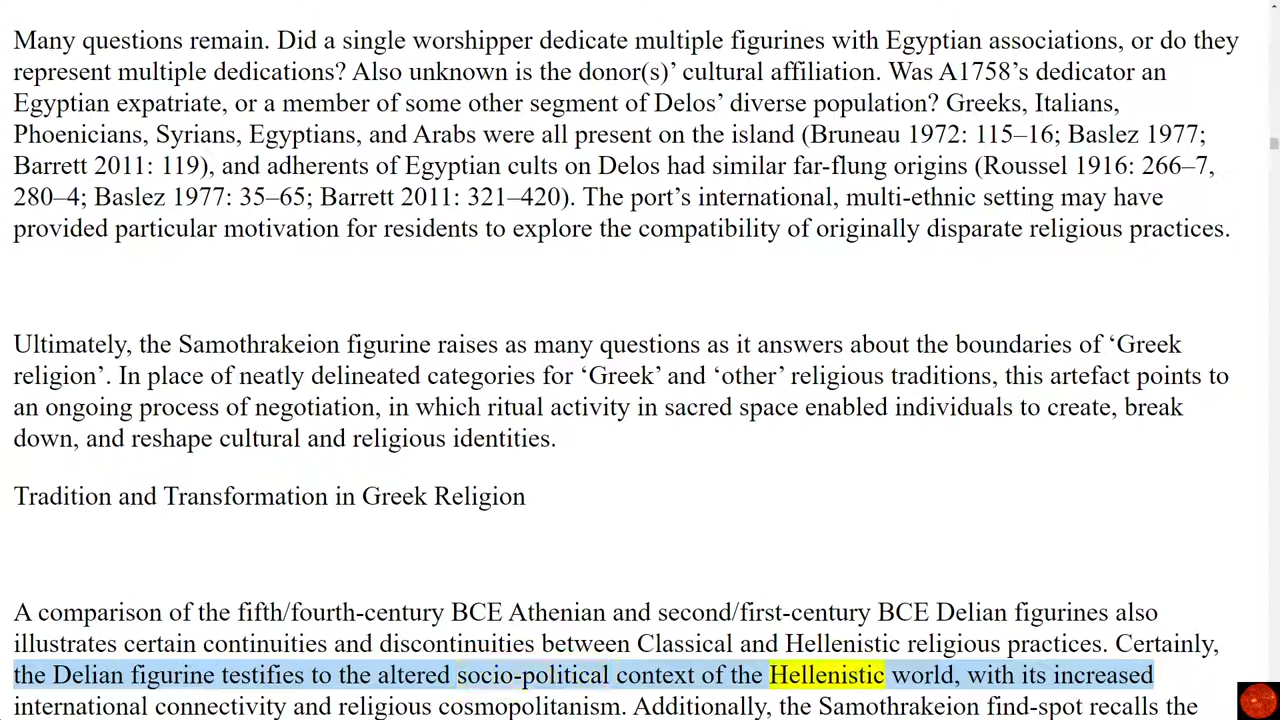 Many questions remain. Did a single worshipper dedicate multiple figurines with Egyptian associations, or do they
represent multiple dedications? Also unknown is the donor(s)’ cultural affiliation. Was A1758’s dedicator an
Egyptian expatriate, or a member of some other segment of Delos’ diverse population? Greeks, Italians,
Phoenicians, Syrians, Egyptians, and Arabs were all present on the island (Bruneau 1972: 115–16; Baslez 1977;
Barrett 2011: 119), and adherents of Egyptian cults on Delos had similar far-flung origins (Roussel 1916: 266–7,
280–4; Baslez 1977: 35–65; Barrett 2011: 321–420). The port’s international, multi-ethnic setting may have
provided particular motivation for residents to explore the compatibility of originally disparate religious practices.
Ultimately, the Samothrakeion figurine raises as many questions as it answers about the boundaries of ‘Greek
religion’. In place of neatly delineated categories for ‘Greek’ and ‘other’ religious traditions, this artefact points to
an ongoing process of negotiation, in which ritual activity in sacred space enabled individuals to create, break
down, and reshape cultural and religious identities.
Tradition and Transformation in Greek Religion
A comparison of the fifth/fourth-century BCE Athenian and second/first-century BCE Delian figurines also
illustrates certain continuities and discontinuities between Classical and Hellenistic religious practices. Certainly,
the Delian figurine testifies to the altered socio-political context of the Hellenistic world, with its increased
international connectivity and religious cosmopolitanism. Additionally, the Samothrakeion find-spot recalls the